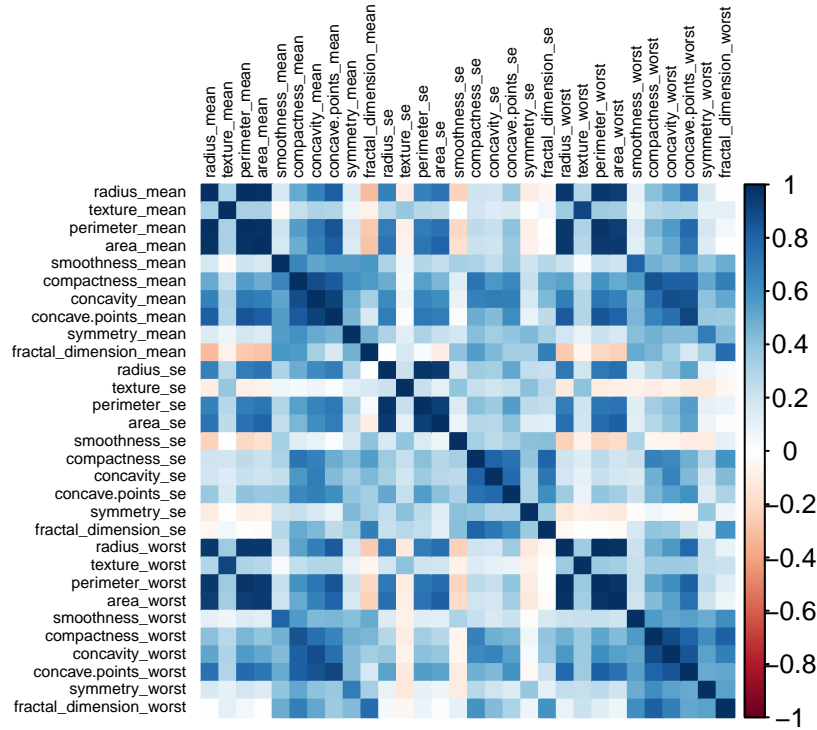 radius_mean
texture_mean
perimeter_mean
area_mean
smoothness_mean
compactness_mean
concavity_mean
concave.points_mean
symmetry_mean
fractal_dimension_mean
radius_se
texture_se
perimeter_se
area_se
smoothness_se
compactness_se
concavity_se
concave.points_se
symmetry_se
fractal_dimension_se
radius_worst
texture_worst
perimeter_worst
area_worst
smoothness_worst
compactness_worst
concavity_worst
concave.points_worst
symmetry_worst
fractal_dimension_worst
radius_mean
texture_mean
perimeter_mean
area_mean
smoothness_mean
compactness_mean
concavity_mean
concave.points_mean
symmetry_mean
fractal_dimension_mean
radius_se
texture_se
perimeter_se
area_se
smoothness_se
compactness_se
concavity_se
concave.points_se
symmetry_se
fractal_dimension_se
radius_worst
texture_worst
perimeter_worst
area_worst
smoothness_worst
compactness_worst
concavity_worst
concave.points_worst
symmetry_worst
fractal_dimension_worst
1
0.8
0.6
0.4
0.2
0
−0.2
−0.4
−0.6
−0.8
−1